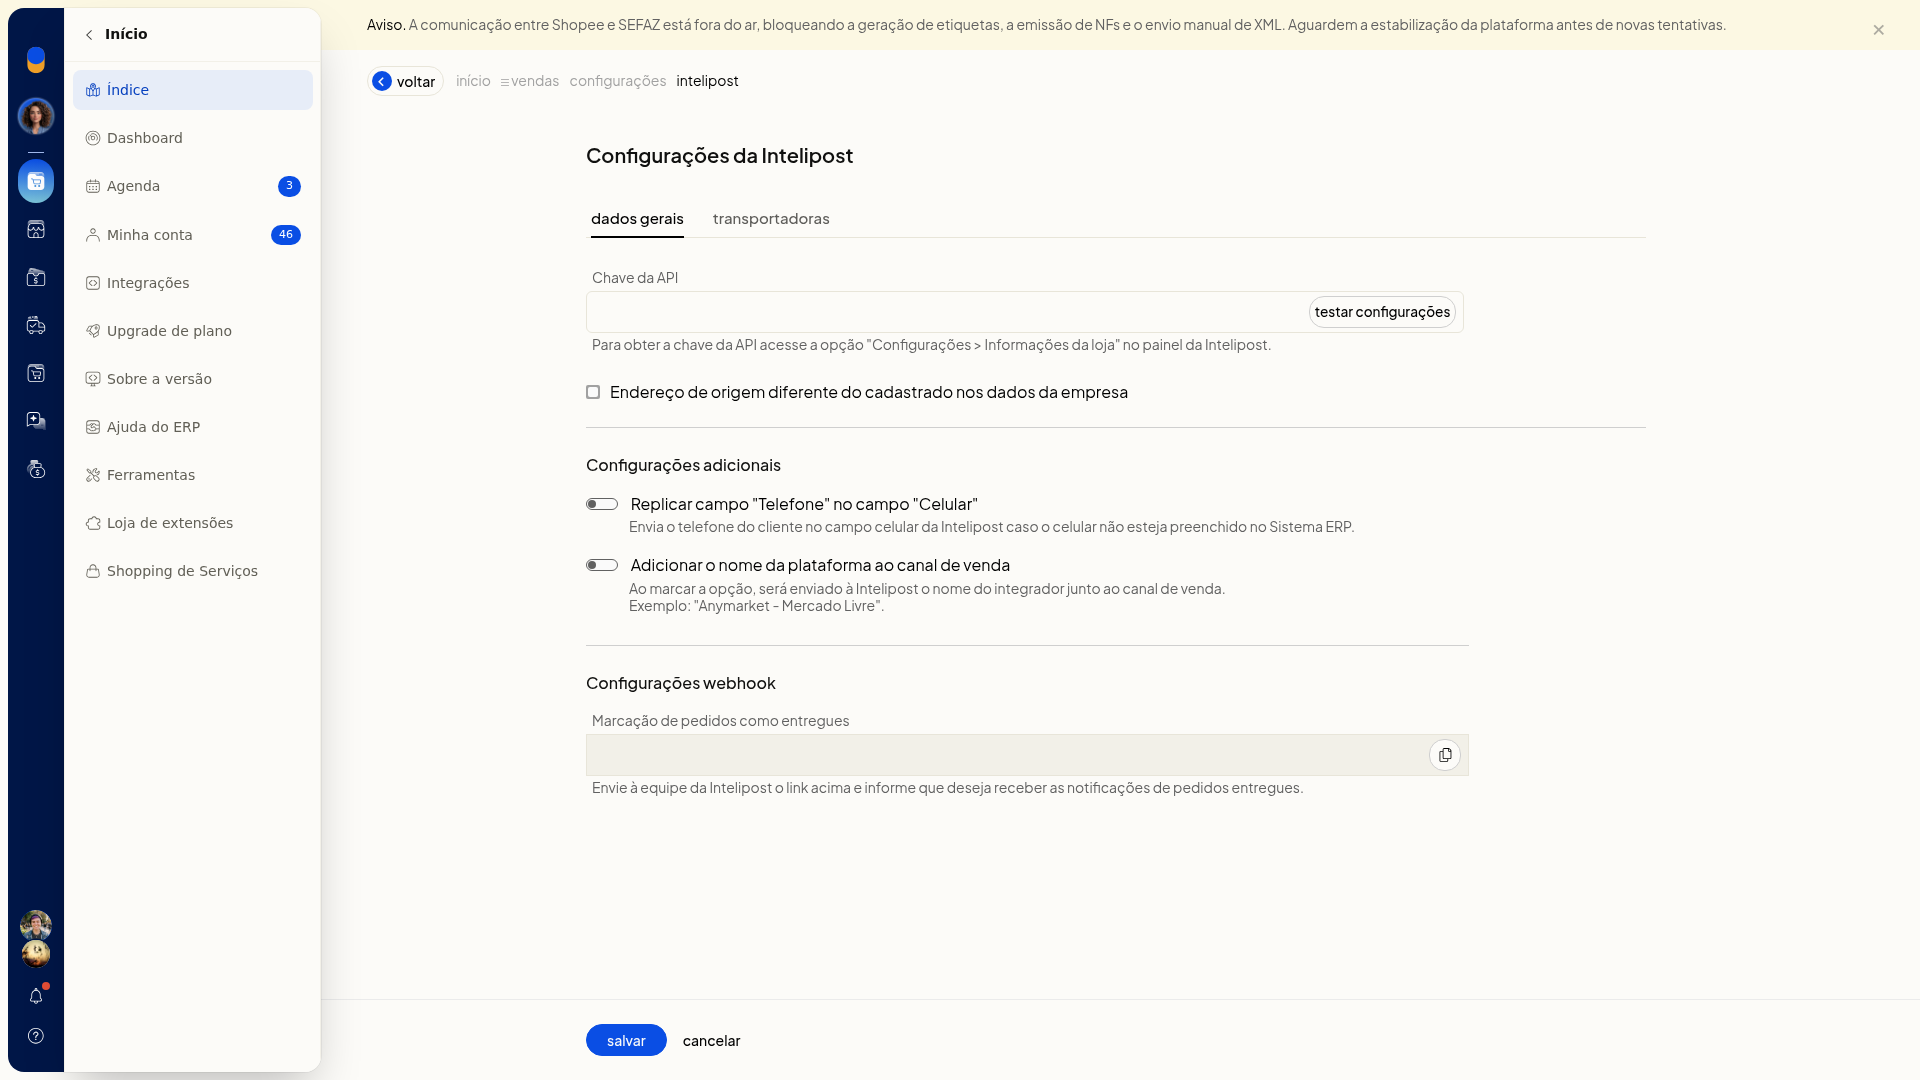 Início
Índice
Dashboard
Agenda
3
Minha conta
46
Integrações
Upgrade de plano
Sobre a versão
Ajuda do ERP
Ferramentas
Loja de extensões
Shopping de Serviços
Aviso. A comunicação entre Shopee e SEFAZ está fora do ar, bloqueando a geração de etiquetas, a emissão de NFs e o envio manual de XML. Aguardem a estabilização da plataforma antes de novas tentativas.
voltar início vendas configurações intelipost
Configurações da Intelipost
dados gerais transportadoras
Chave da API
testar configurações
Para obter a chave da API acesse a opção "Configurações > Informações da loja" no painel da Intelipost.
Endereço de origem diferente do cadastrado nos dados da empresa
Configurações adicionais
Replicar campo "Telefone" no campo "Celular"
Envia o telefone do cliente no campo celular da Intelipost caso o celular não esteja preenchido no Sistema ERP.
Adicionar o nome da plataforma ao canal de venda
Ao marcar a opção, será enviado à Intelipost o nome do integrador junto ao canal de venda.
Exemplo: "Anymarket - Mercado Livre".
Configurações webhook
Marcação de pedidos como entregues
Envie à equipe da Intelipost o link acima e informe que deseja receber as notificações de pedidos entregues.
salvar cancelar